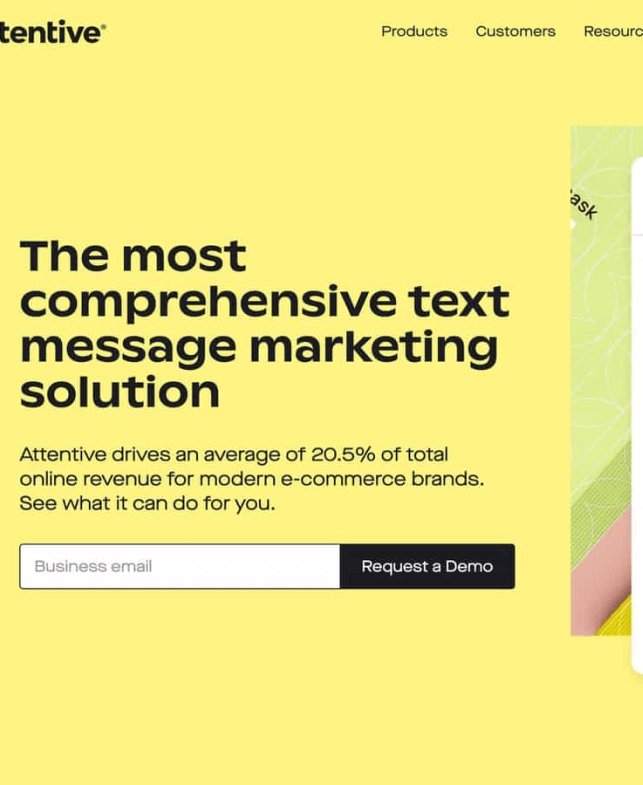 tentive®
Products Customers Resourc
ask
The most
comprehensive text
message marketing
solution
Attentive drives an average of 20.5% of total
online revenue for modern e-commerce brands.
See what it can do for you.
Business email
Request a Demo